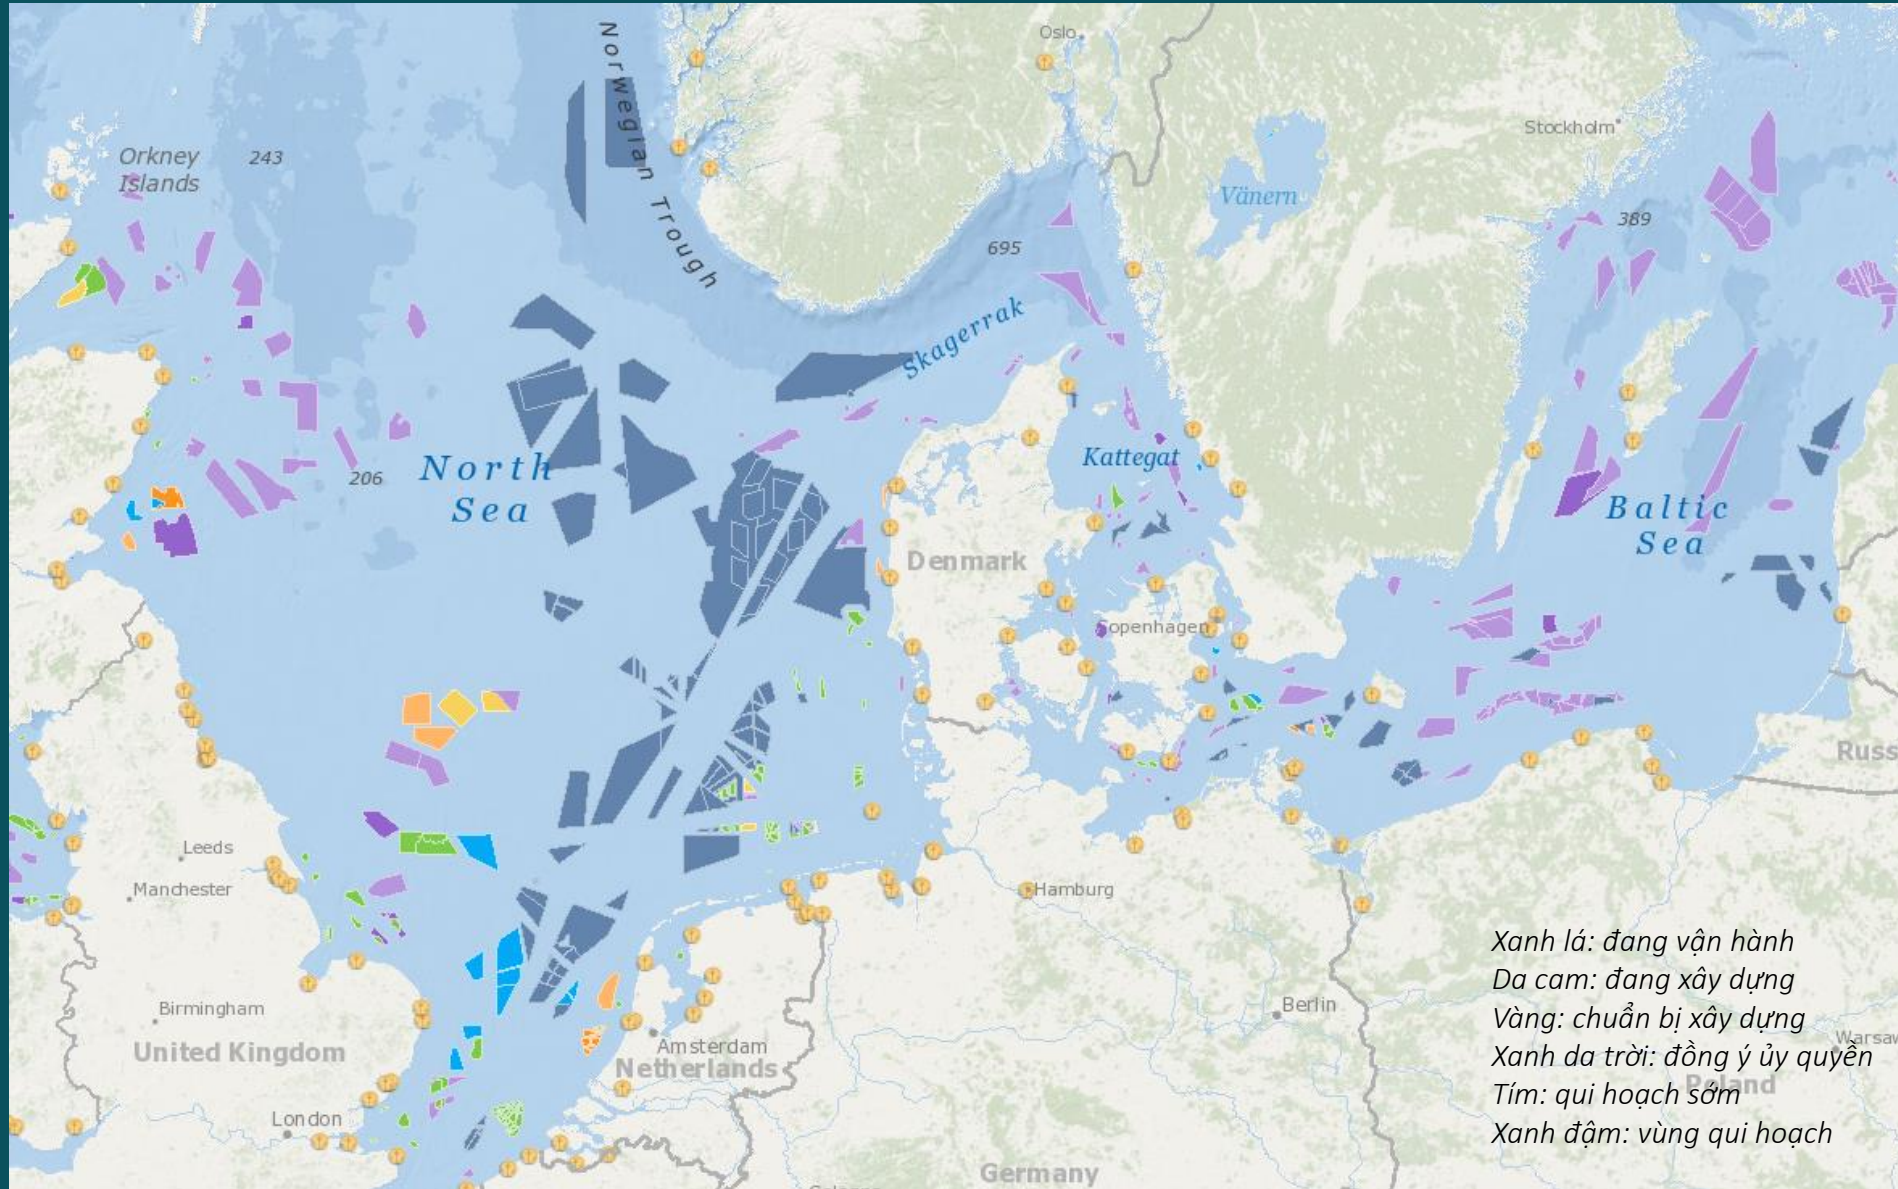 Oslo
Norwegian Trough
Stockholm
Orkney
Islands
243
Vänern
389
695
Skagerrak
206
North
Sea
Kattegat
Baltic
Sea
Denmark
Copenhagen
Russ
Leeds
Manchester
Hamburg
Birmingham
Berlin
United Kingdom
Amsterdam
Netherlands
London
Germany
Warsaw
Poland
Xanh lá: đang vận hành
Da cam: đang xây dựng
Vàng: chuẩn bị xây dựng
Xanh da trời: đồng ý ủy quyền
Tím: qui hoạch sớm
Xanh đậm: vùng qui hoạch